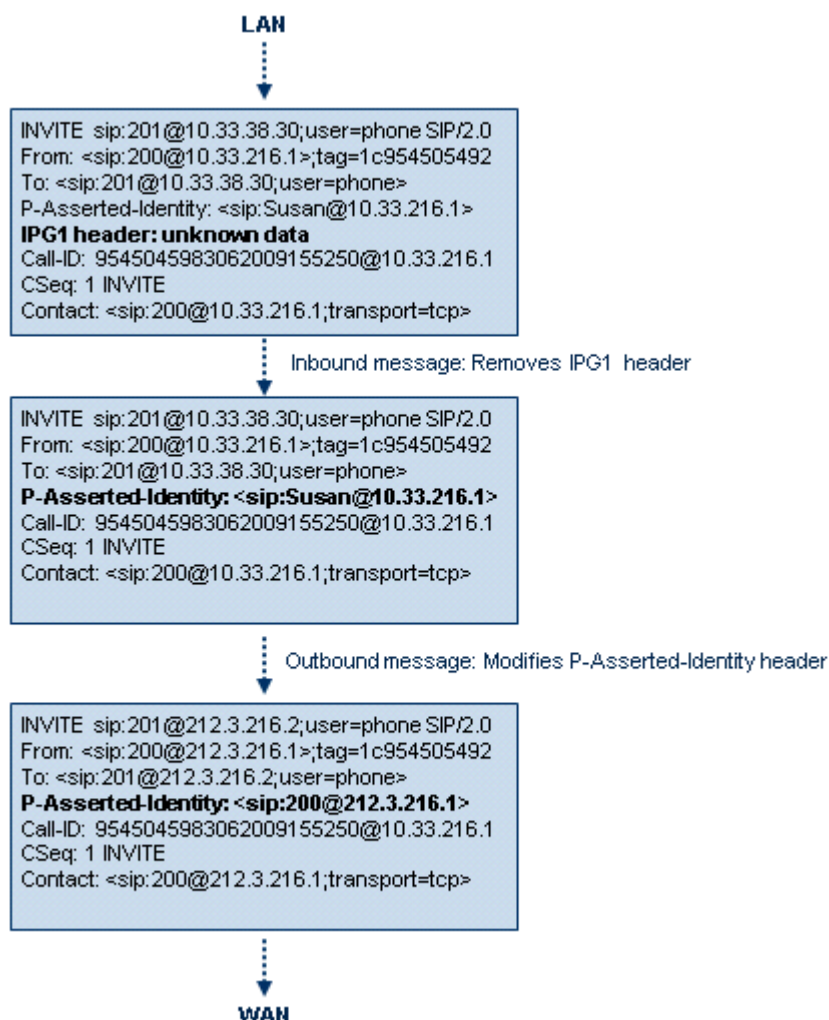 LAN
INVITE sip:201@10.33.38.30;user=phone SIP/2.0
From: <sip:200@10.33.216.1>;tag=1c954505492
To: <sip:201@10.33.38.30;user=phone>
P-Asserted-Identity: <sip:Susan@10.33.216.1>
IPG1 header: unknown data
Call-ID: 95450459830620091 55250@10.33.216.1
CSeq: 1 INVITE
Contact: <sip:200@10.33.216.1;transport=tcp>
Inbound message: Removes IPG1 header
INVITE sip:201@10.33.38.30;user=phone SIP/2.0
From: <sip:200@10.33.216.1>;tag=1c954505492
To: <sip:201@10.33.38.30;user=phone>
P-Asserted-Identity: <sip:Susan@10.33.216.1>
Call-ID: 9545045983062009155250@10.33.216.1
CSeq: 1 INVITE
Contact: <sip:200@10.33.216.1;transport=tcp>
Outbound message: Modifies P-Asserted-Identity header
INVITE sip:201@212.3.216.2;user=phone SIP/2.0
From: <sip:200@212.3.216.1>;tag=1c954505492
To: <sip:201@212.3.216.2;user=phone>
P-Asserted-Identity: <sip:200@212.3.216.1>
Call-ID: 9545045983062009155250@10.33.216.1
CSeq: 1 INVITE
Contact: <sip:200@212.3.216.1;transport=tcp>
WAN